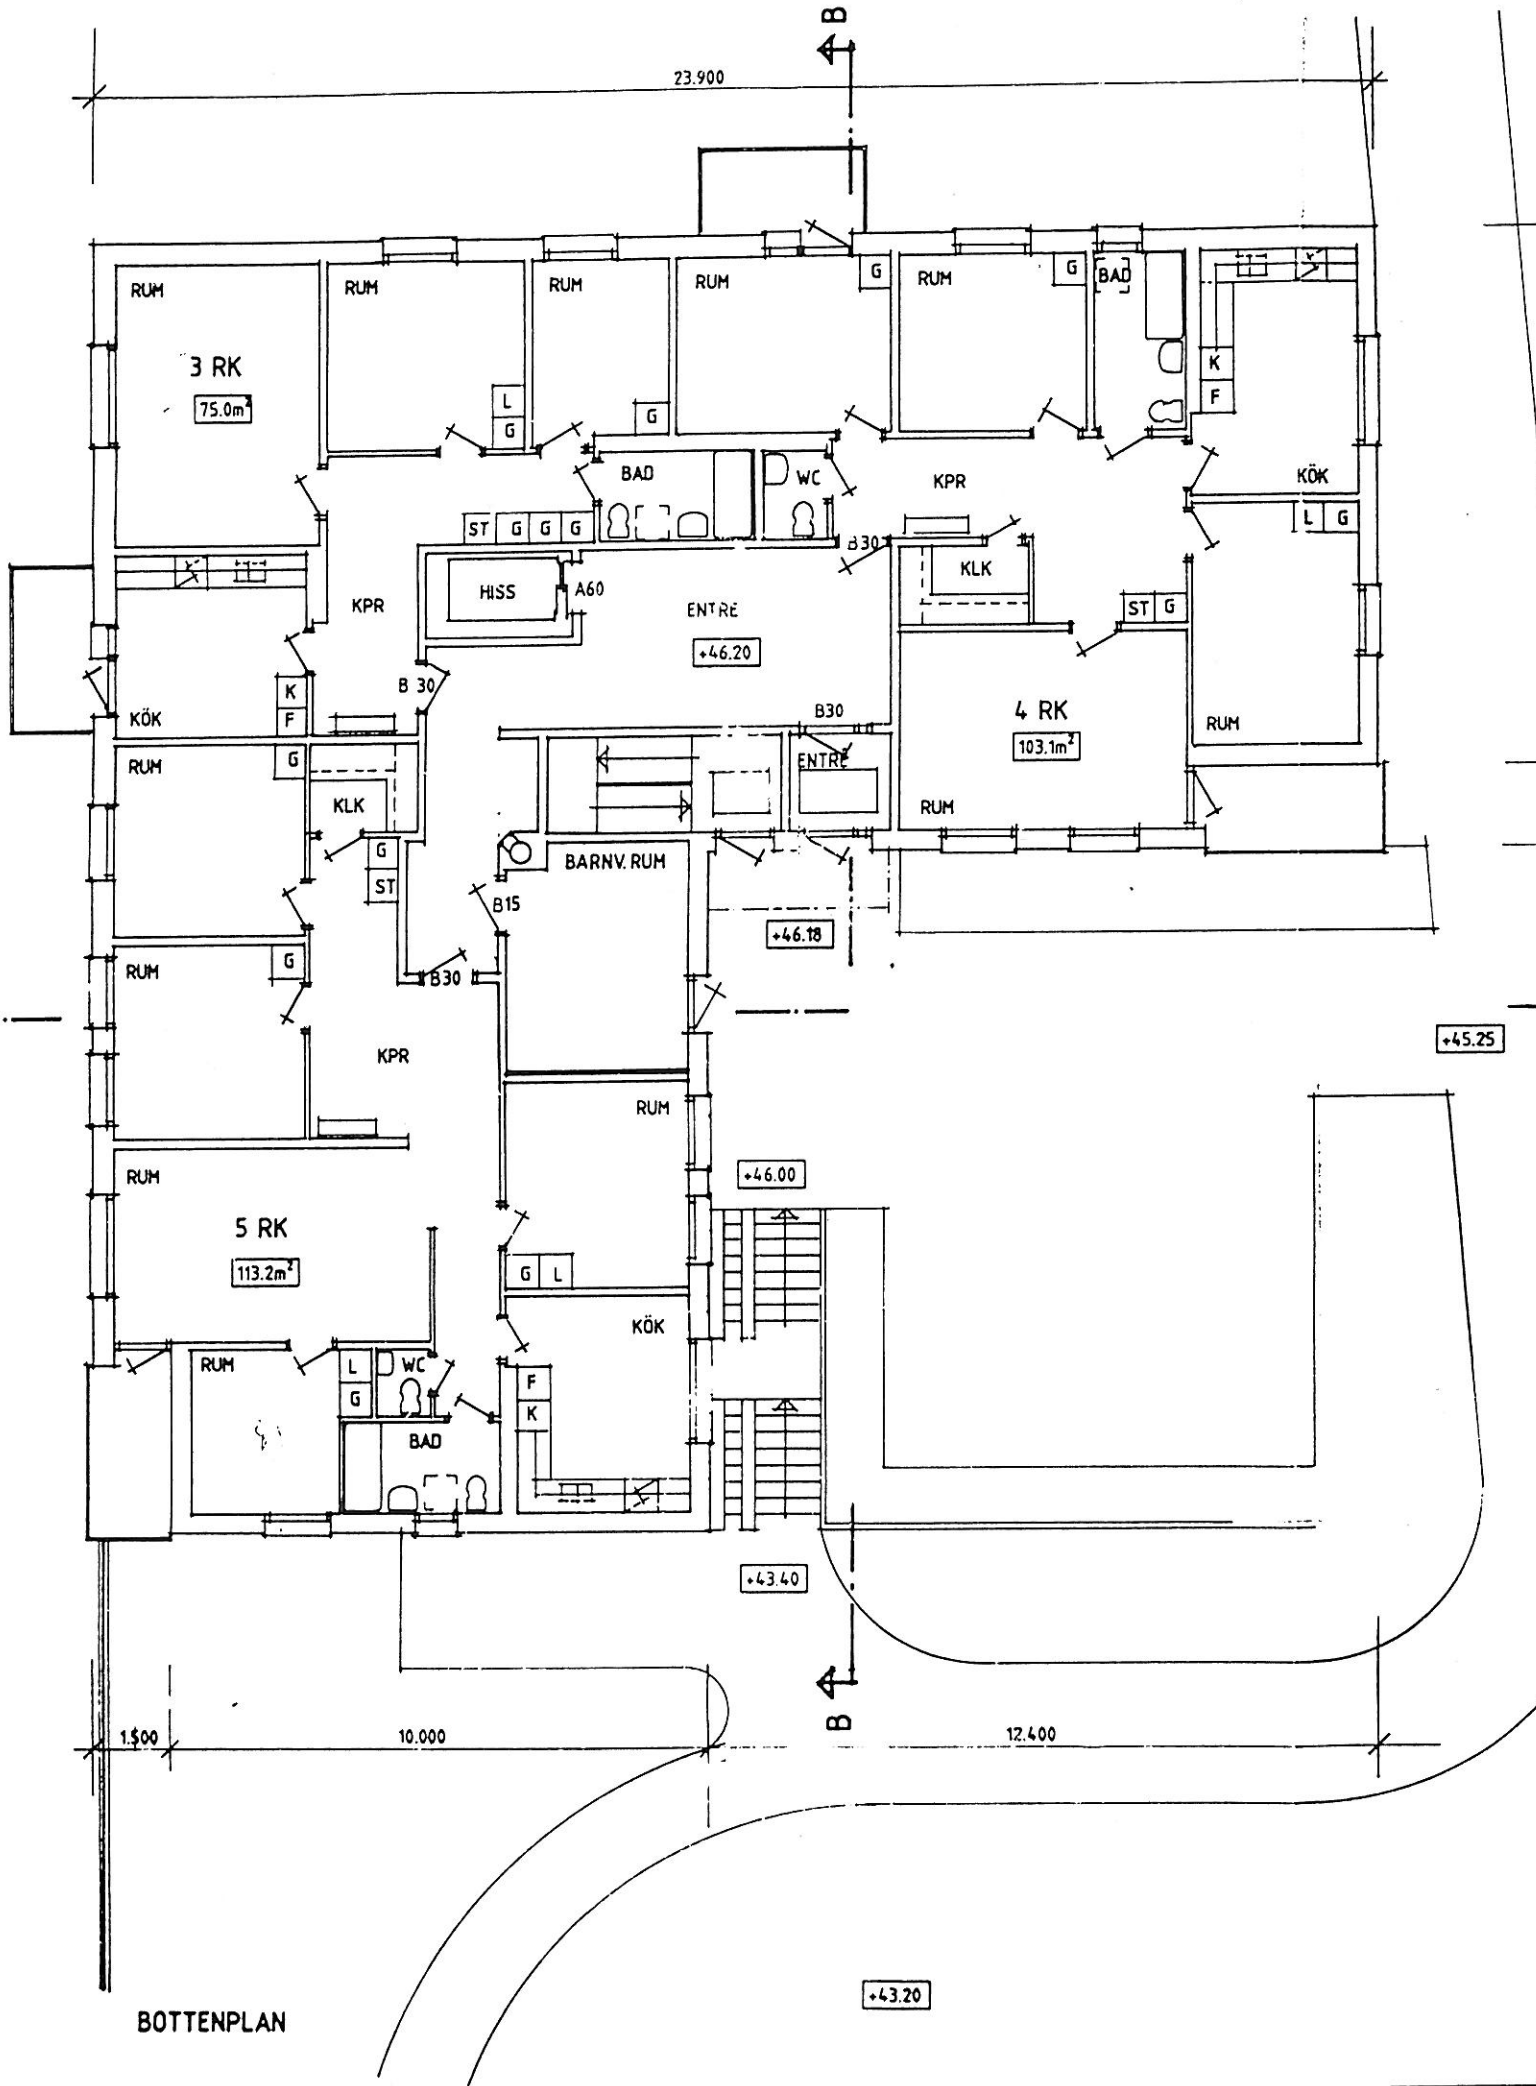 B
23.900
RUM
RUM
RUM
RUM
G
RUM
G
BAD
3 RK
75.0m²
L
G
G
K
F
BAD
WC
KPR
KÖK
ST
G
G
G
B30
L
G
HISS
A60
KLK
KPR
ENTRE
ST
G
+46.20
B 30
K
F
KÖK
B30
4 RK
103.1m²
RUM
RUM
G
ENTRE
KLK
RUM
G
ST
BARNV. RUM
B15
+46.18
RUM
G
B30
+45.25
KPR
RUM
RUM
+46.00
5 RK
113.2m²
G
L
KÖK
RUM
L
G
WC
F
K
BAD
+43.40
B
1.500
10.000
12.400
+43.20
BOTTENPLAN